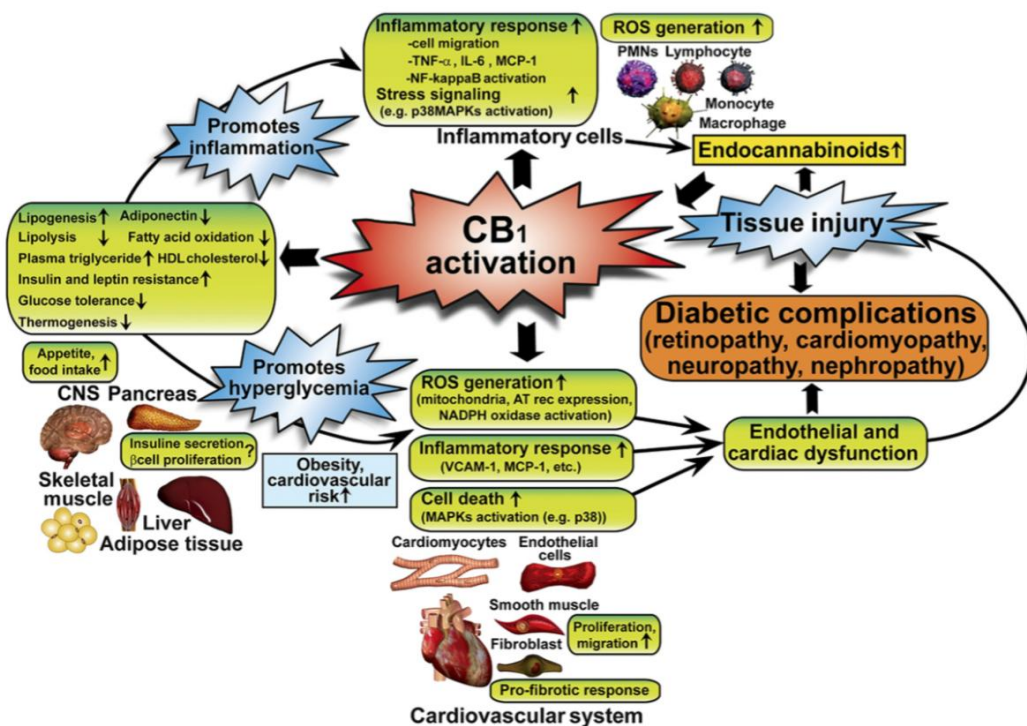 Inflammatory response ↑
-cell migration
-TNF-α, IL-6 , MCP-1
-NF-kappaB activation
Stress signaling ↑
(e.g. p38MAPKs activation)
Inflammatory cells
ROS generation ↑
PMNs Lymphocyte
Monocyte
Macrophage
Endocannabinoids↑
Promotes
inflammation
CB1
activation
Tissue injury
Lipogenesis ↑ Adiponectin ↓
Lipolysis ↓ Fatty acid oxidation ↓
Plasma triglyceride ↑ HDL cholesterol ↓
Insulin and leptin resistance ↑
Glucose tolerance ↓
Thermogenesis ↓
Diabetic complications
(retinopathy, cardiomyopathy,
neuropathy, nephropathy)
Appetite,
food intake ↑
Promotes
hyperglycemia
CNS Pancreas
Insuline secretion,
βcell proliferation ?
Skeletal
muscle
Liver
Adipose tissue
Obesity,
cardiovascular
risk↑
ROS generation ↑
(mitochondria, AT rec expression,
NADPH oxidase activation)
Inflammatory response ↑
(VCAM-1, MCP-1, etc.)
Cell death ↑
(MAPKs activation (e.g. p38))
Endothelial and
cardiac dysfunction
Cardiomyocytes
Endothelial
cells
Smooth muscle
Proliferation,
migration ↑
Fibroblast
Pro-fibrotic response
Cardiovascular system